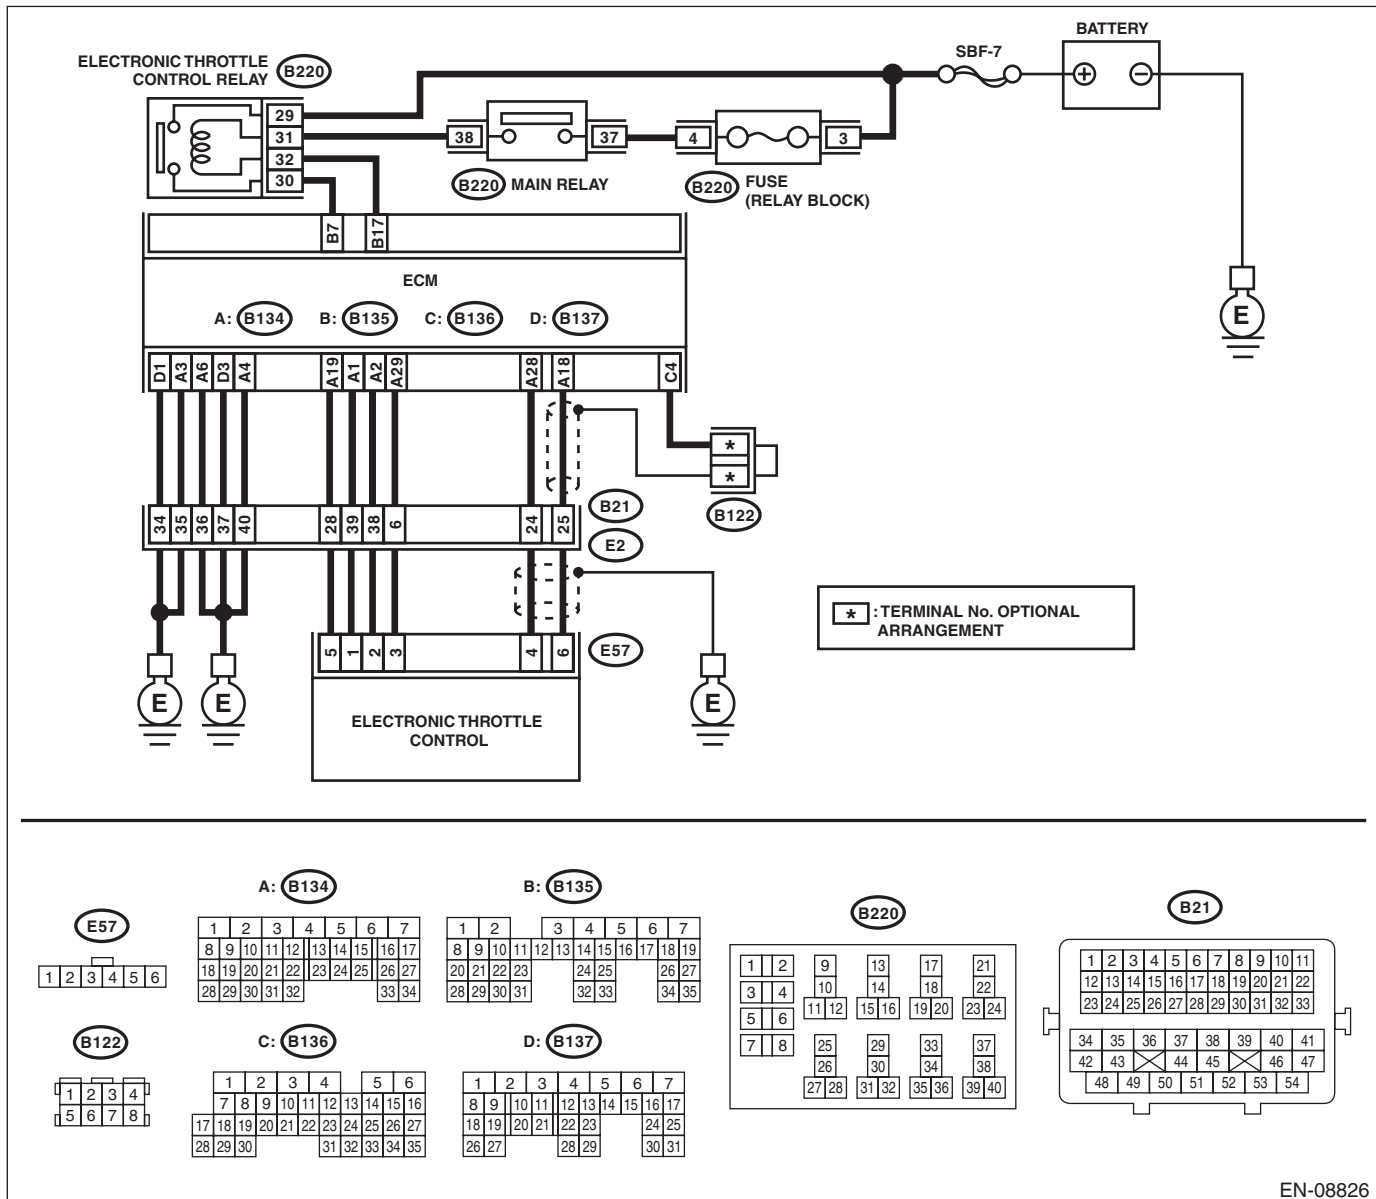 BATTERY
SBF-7
ELECTRONIC THROTTLE
CONTROL RELAY
B220
29
31
32
30
38
37
4
3
B220 MAIN RELAY
B220 FUSE
(RELAY BLOCK)
B7
B17
ECM
A: B134 B: B135 C: B136 D: B137
E
D1 A3 A6 D3 A4 A19 A1 A2 A29 A28 A18 C4
*
*
B122
34 35 36 37 40 28 39 38 6 24 25
B21
E2
* : TERMINAL No. OPTIONAL
ARRANGEMENT
5 1 2 3 4 6
E57
E
E
E
ELECTRONIC THROTTLE
CONTROL
E57
1 2 3 4 5 6
A: B134
1 2 3 4 5 6 7
8 9 10 11 12 13 14 15 16 17
18 19 20 21 22 23 24 25 26 27
28 29 30 31 32 33 34
B: B135
1 2 3 4 5 6 7
8 9 10 11 12 13 14 15 16 17 18 19
20 21 22 23 24 25 26 27
28 29 30 31 32 33 34 35
B220
1 2 9 13 17 21
10 14 18 22
3 4
11 12 15 16 19 20 23 24
5 6
7 8 25 29 33 37
26 30 34 38
27 28 31 32 35 36 39 40
B21
1 2 3 4 5 6 7 8 9 10 11
12 13 14 15 16 17 18 19 20 21 22
23 24 25 26 27 28 29 30 31 32 33
34 35 36 37 38 39 40 41
42 43 44 45 46 47
48 49 50 51 52 53 54
B122
1 2 3 4
5 6 7 8
C: B136
1 2 3 4 5 6
7 8 9 10 11 12 13 14 15 16
17 18 19 20 21 22 23 24 25 26 27
28 29 30 31 32 33 34 35
D: B137
1 2 3 4 5 6 7
8 9 10 11 12 13 14 15 16 17
18 19 20 21 22 23 24 25
26 27 28 29 30 31
EN-08826